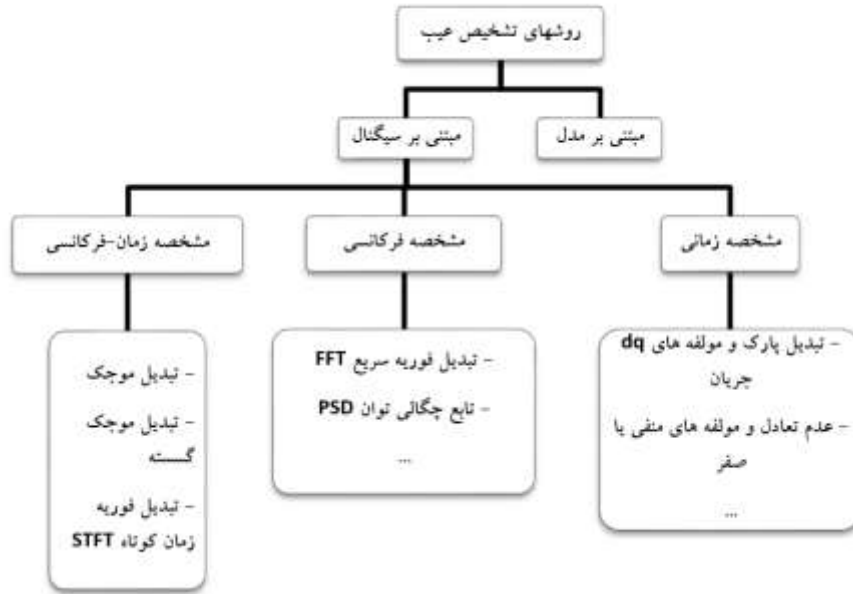 روشهای تشخیص عیب
مبتنی بر مدل
مبتنی بر سیگنال
مشخصه زمانی
مشخصه فرکانسی
مشخصه زمان-فرکانسی
- تبدیل پارک و مولفه های dq
جریان
- عدم تعادل و مولفه های منفی یا
صفر
...
- تبدیل فوریه سریع FFT
- تابع چگالی توان PSD
...
- تبدیل موجک
- تبدیل موجک
گسسته
- تبدیل فوریه
زمان کوتاه STFT